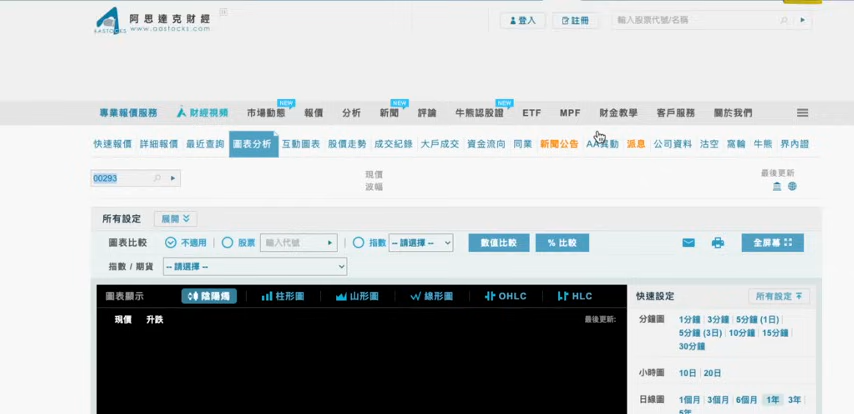 阿思達克財經
www.aastocks.com
AASTOCKS
登入
註冊
輸入股票代號/名稱
專業報價服務 財經視頻 市場動態 NEW 報價 分析 新聞 NEW 評論 牛熊認股證 NEW ETF MPF 財金教學 客戶服務 關於我們
快速報價 詳細報價 最近查詢 圖表分析 互動圖表 股價走勢 成交紀錄 大戶成交 資金流向 同業 新聞公告 AA異動 派息 公司資料 沽空 窩輪 牛熊 界內證
00293
現價
波幅
最後更新
所有設定 展開
圖表比較 不適用 股票 輸入代號 指數 -- 請選擇 -- 數值比較 % 比較 全屏幕
指數 / 期貨 -- 請選擇 --
圖表顯示 陰陽燭 柱形圖 山形圖 線形圖 OHLC HLC
現價 升跌 最後更新:
快速設定 所有設定
分鐘圖 1分鐘 3分鐘 5分鐘 (1日)
5分鐘 (3日) 10分鐘 15分鐘
30分鐘
小時圖 10日 20日
日線圖 1個月 3個月 6個月 1年 3年
5年